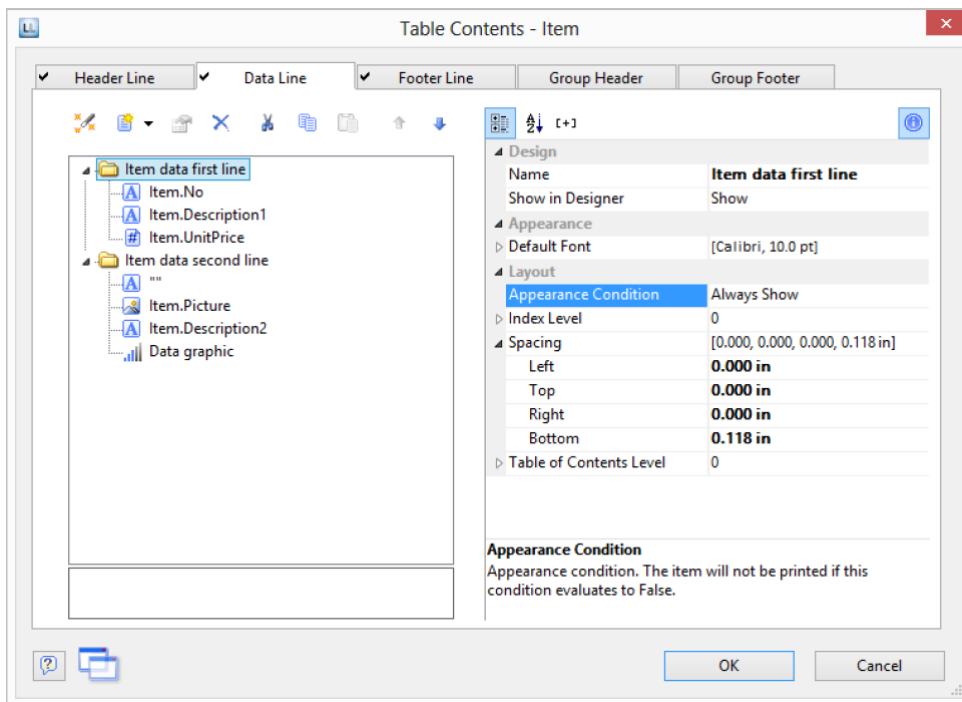 Table Contents - Item
Header Line
Data Line
Footer Line
Group Header
Group Footer
[+]
Item data first line
Item.No
Item.Description1
Item.UnitPrice
Item data second line
""
Item.Picture
Item.Description2
Data graphic
Design
Name Item data first line
Show in Designer Show
Appearance
Default Font [Calibri, 10.0 pt]
Layout
Appearance Condition Always Show
Index Level 0
Spacing [0.000, 0.000, 0.000, 0.118 in]
Left 0.000 in
Top 0.000 in
Right 0.000 in
Bottom 0.118 in
Table of Contents Level 0
Appearance Condition
Appearance condition. The item will not be printed if this
condition evaluates to False.
OK
Cancel